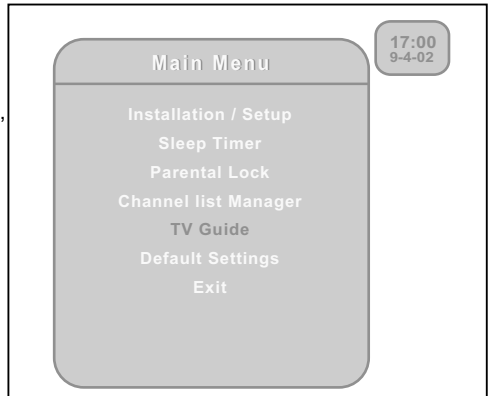 17:00
9-4-02
Main Menu
,
Installation / Setup
Sleep Timer
Parental Lock
Channel list Manager
TV Guide
Default Settings
Exit